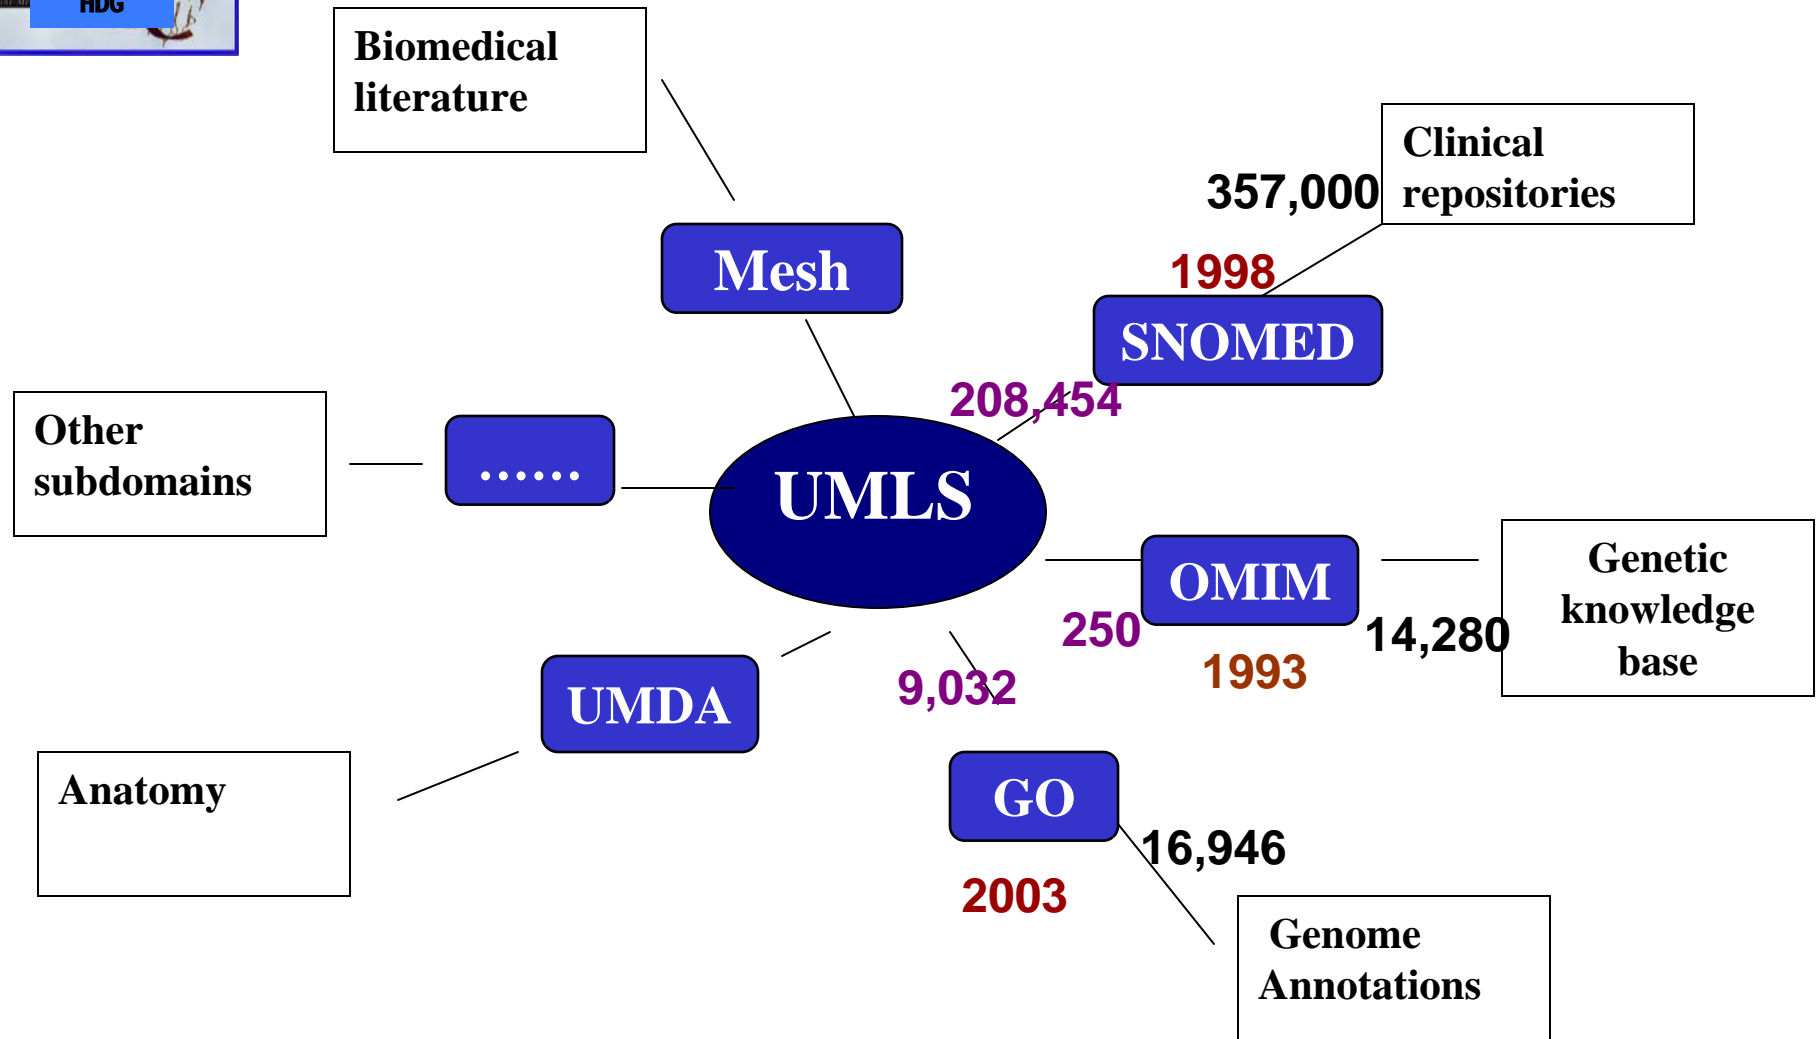 HDG
Biomedical
literature
Clinical
repositories
357,000
1998
Mesh
SNOMED
208,454
Other
subdomains
......
UMLS
OMIM
Genetic
knowledge
base
250
14,280
1993
9,032
UMDA
Anatomy
GO
16,946
2003
Genome
Annotations